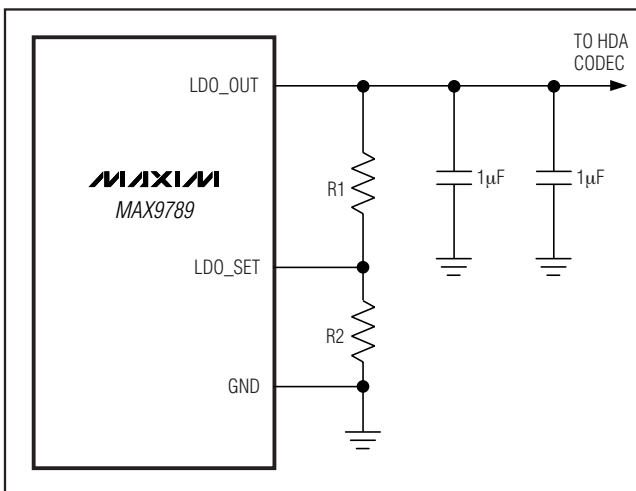 TO HDA
CODEC
LDO_OUT
MAXIM
MAX9789
R1
1µF
1µF
LDO_SET
R2
GND